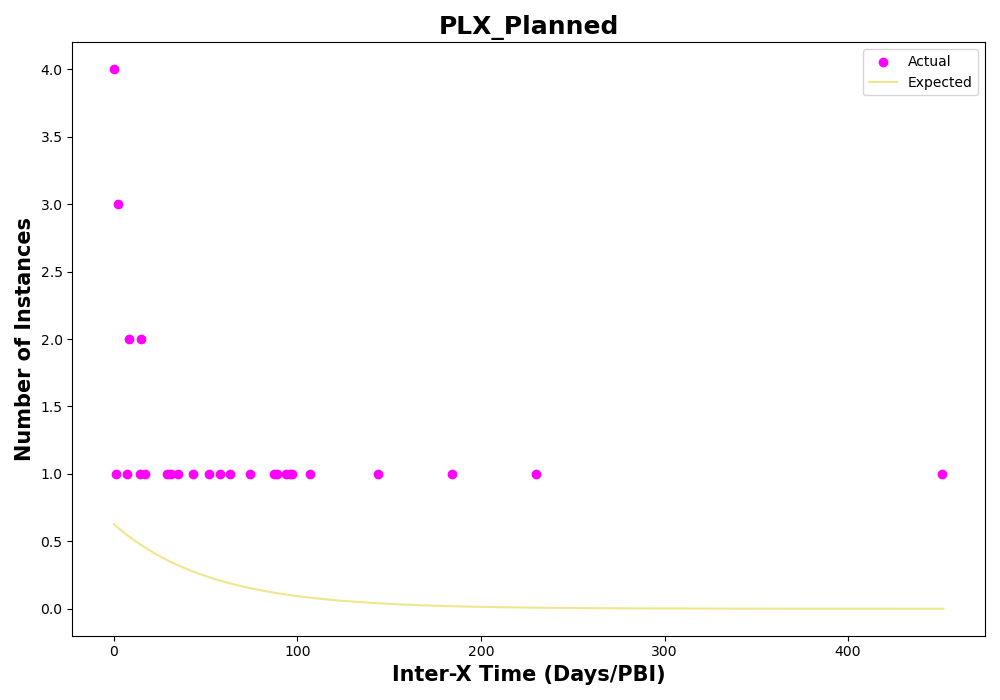 PLX_Planned
Number of Instances
4.0
3.5
3.0
2.5
2.0
1.5
1.0
0.5
0.0
Actual
Expected
0 100 200 300 400
Inter-X Time (Days/PBI)